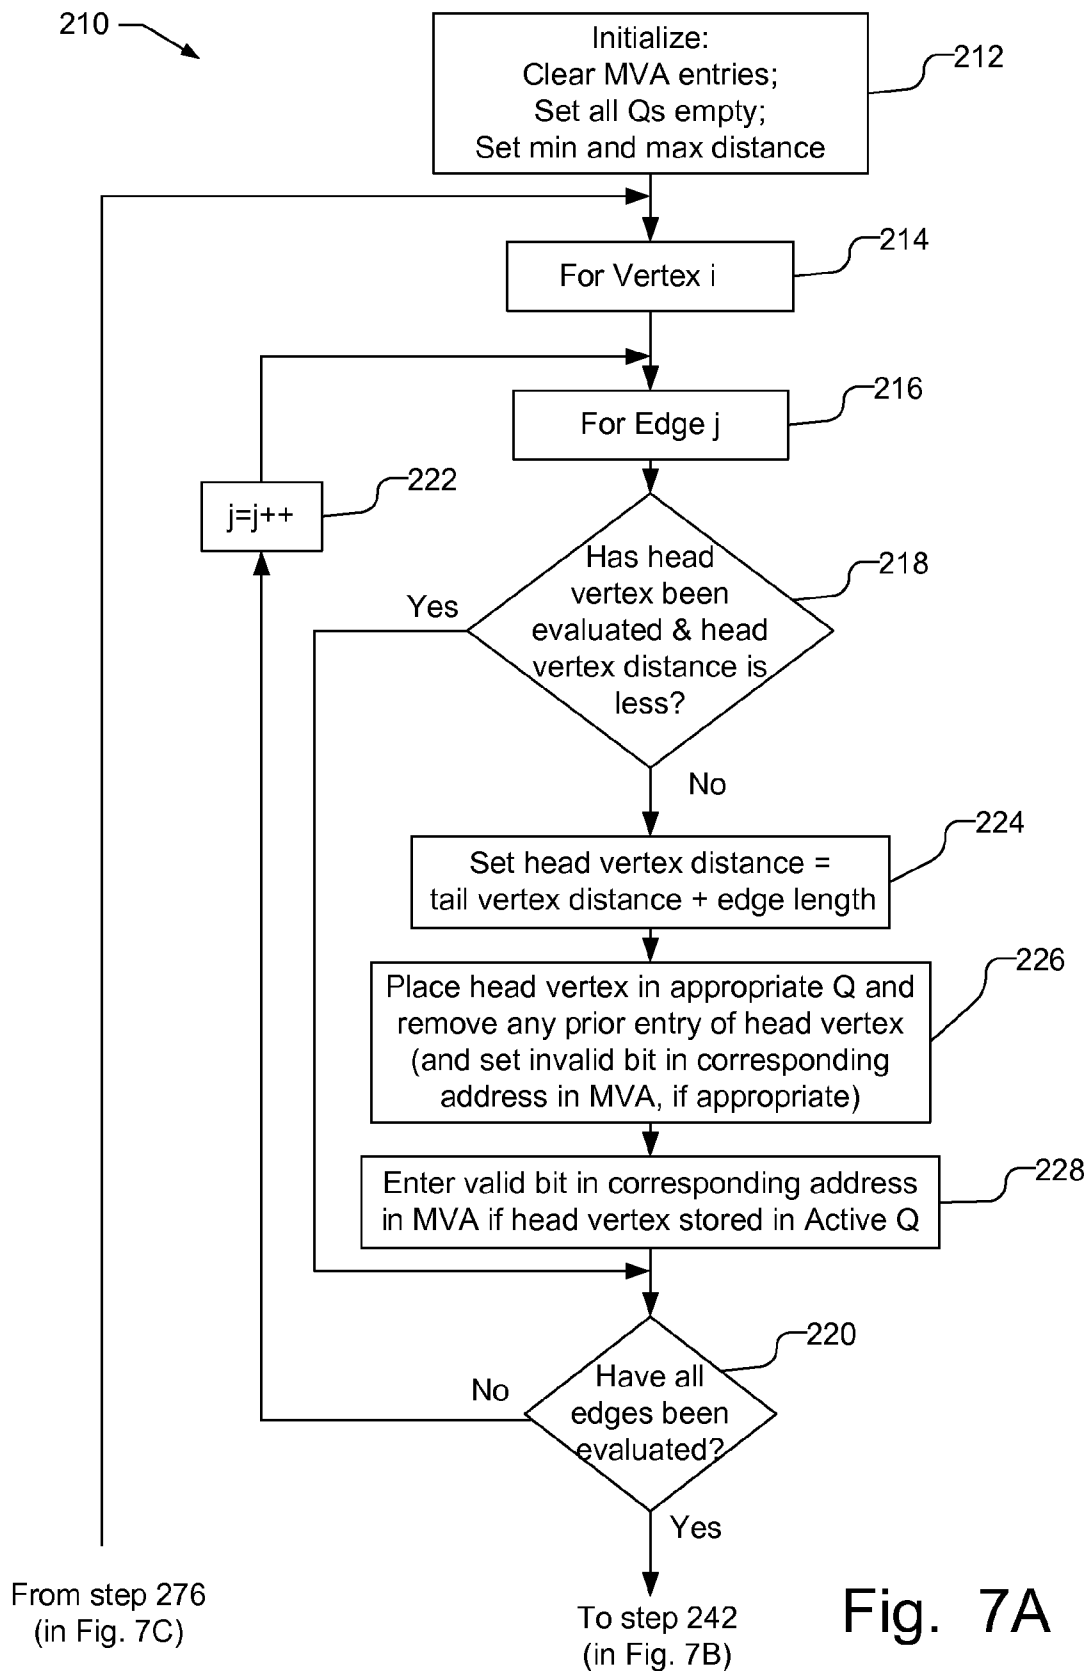 210
Initialize:
Clear MVA entries;
Set all Qs empty;
Set min and max distance
212
For Vertex i
214
For Edge j
216
j=j++
222
Has head
vertex been
evaluated & head
vertex distance is
less?
218
Yes
No
Set head vertex distance =
tail vertex distance + edge length
224
Place head vertex in appropriate Q and
remove any prior entry of head vertex
(and set invalid bit in corresponding
address in MVA, if appropriate)
226
Enter valid bit in corresponding address
in MVA if head vertex stored in Active Q
228
Have all
edges been
evaluated?
220
No
Yes
From step 276
(in Fig. 7C)
To step 242
(in Fig. 7B)
Fig. 7A